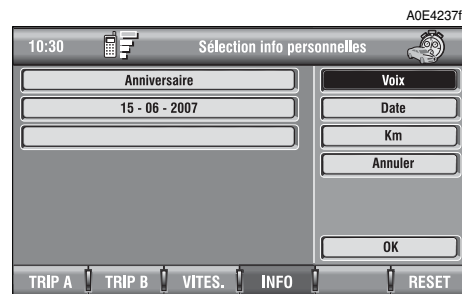 A0E4237f
10:30 Sélection info personnelles
Anniversaire
15 - 06 - 2007
Voix
Date
Km
Annuler
OK
TRIP A TRIP B VITES. INFO RESET